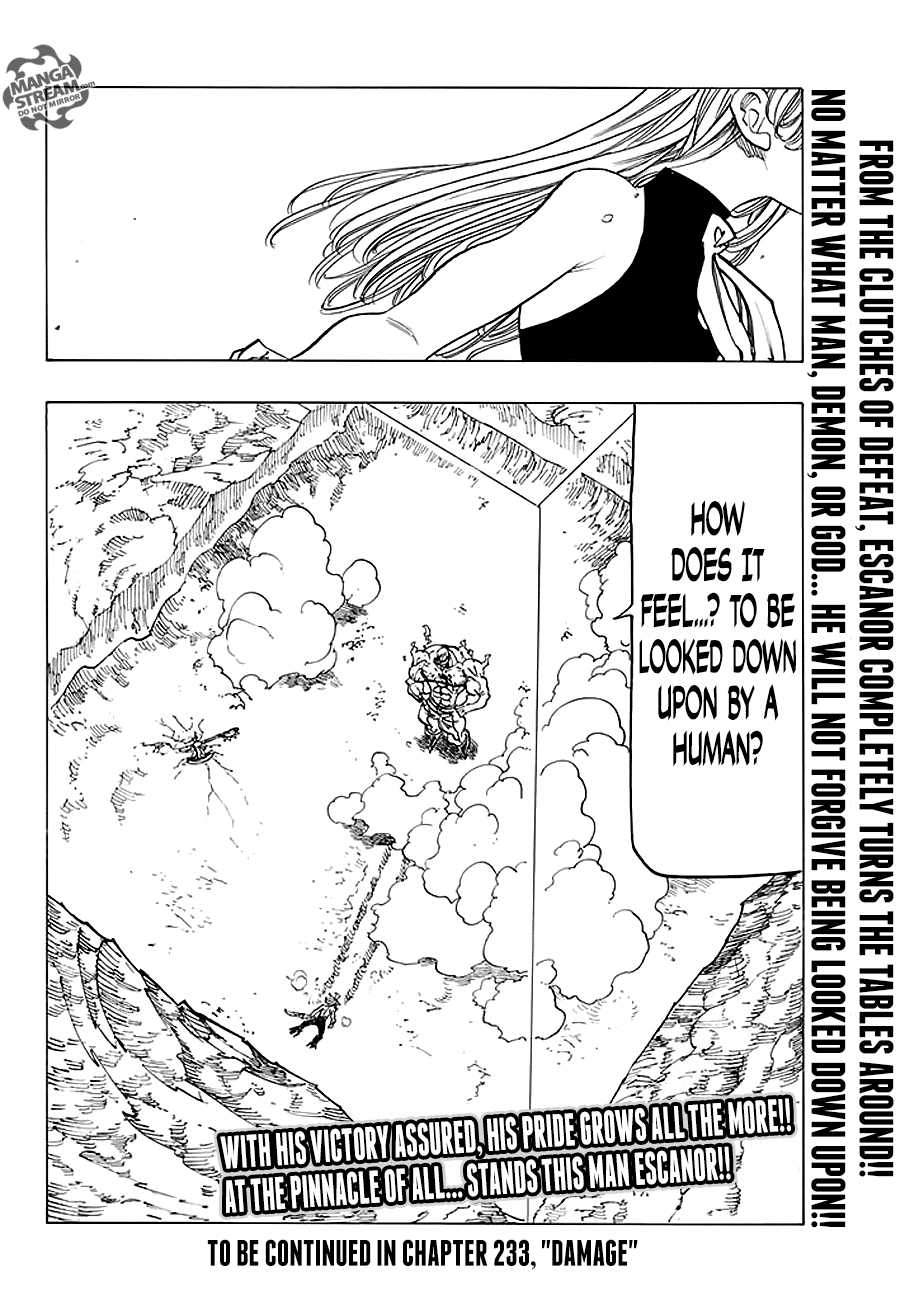 MANGA
STREAM.com
DO NOT MIRROR
FROM THE CLUTCHES OF DEFEAT, ESCANOR COMPLETELY TURNS THE TABLES AROUND!!
NO MATTER WHAT MAN, DEMON, OR GOD... HE WILL NOT FORGIVE BEING LOOKED DOWN UPON!!
HOW
DOES IT
FEEL...? TO BE
LOOKED DOWN
UPON BY A
HUMAN?
WITH HIS VICTORY ASSURED, HIS PRIDE GROWS ALL THE MORE!!
AT THE PINNACLE OF ALL... STANDS THIS MAN ESCANOR!!
TO BE CONTINUED IN CHAPTER 233, "DAMAGE"